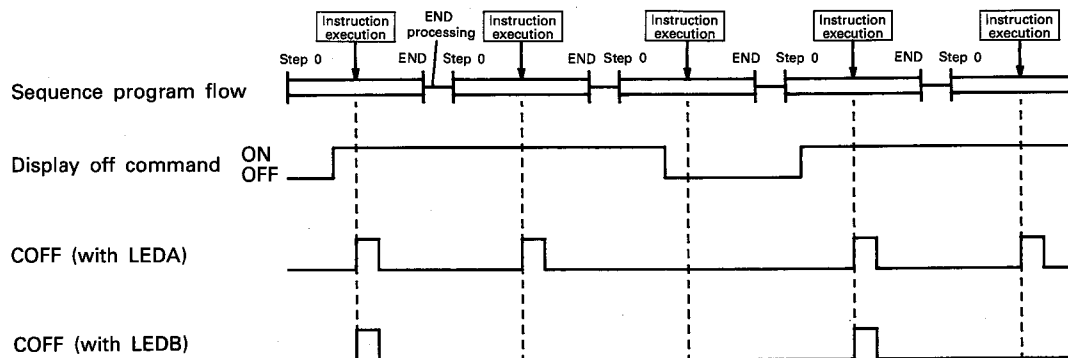 Instruction execution
END processing
Instruction execution
Instruction execution
Instruction execution
Instruction execution
Step 0
END
Step 0
END
Step 0
END
Step 0
END
Step 0
Sequence program flow
Display off command
ON
OFF
COFF (with LEDA)
COFF (with LEDB)